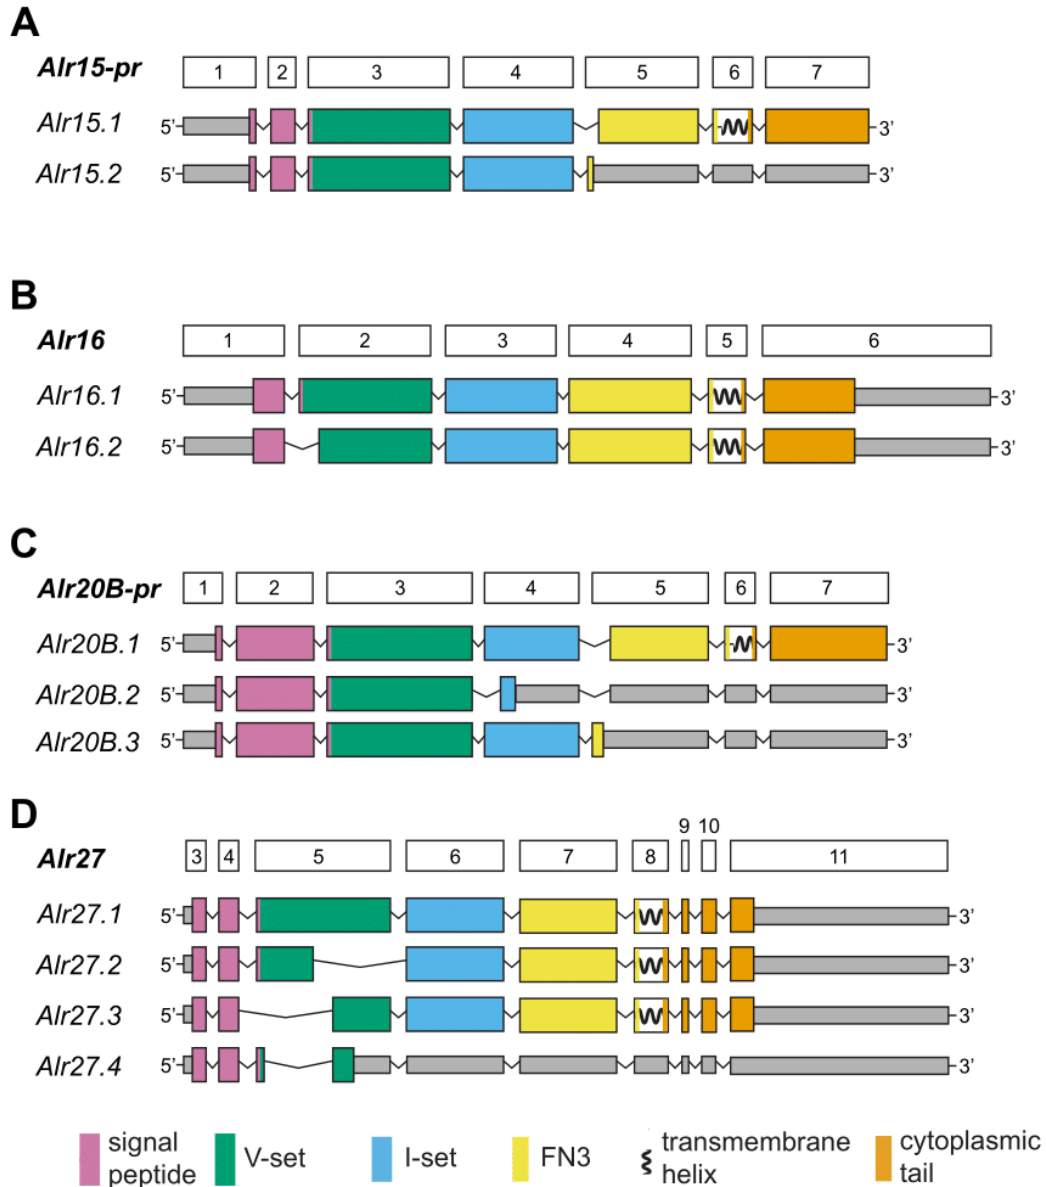 A
Alr15-pr 1 2 3 4 5 6 7
Alr15.1 5’ 3’
Alr15.2 5’ 3’
B
Alr16 1 2 3 4 5 6
Alr16.1 5’ 3’
Alr16.2 5’ 3’
C
Alr20B-pr 1 2 3 4 5 6 7
Alr20B.1 5’ 3’
Alr20B.2 5’ 3’
Alr20B.3 5’ 3’
D
9 10
Alr27 3 4 5 6 7 8 11
Alr27.1 5’ 3’
Alr27.2 5’ 3’
Alr27.3 5’ 3’
Alr27.4 5’ 3’
signal peptide
V-set
I-set
FN3
transmembrane helix
cytoplasmic tail